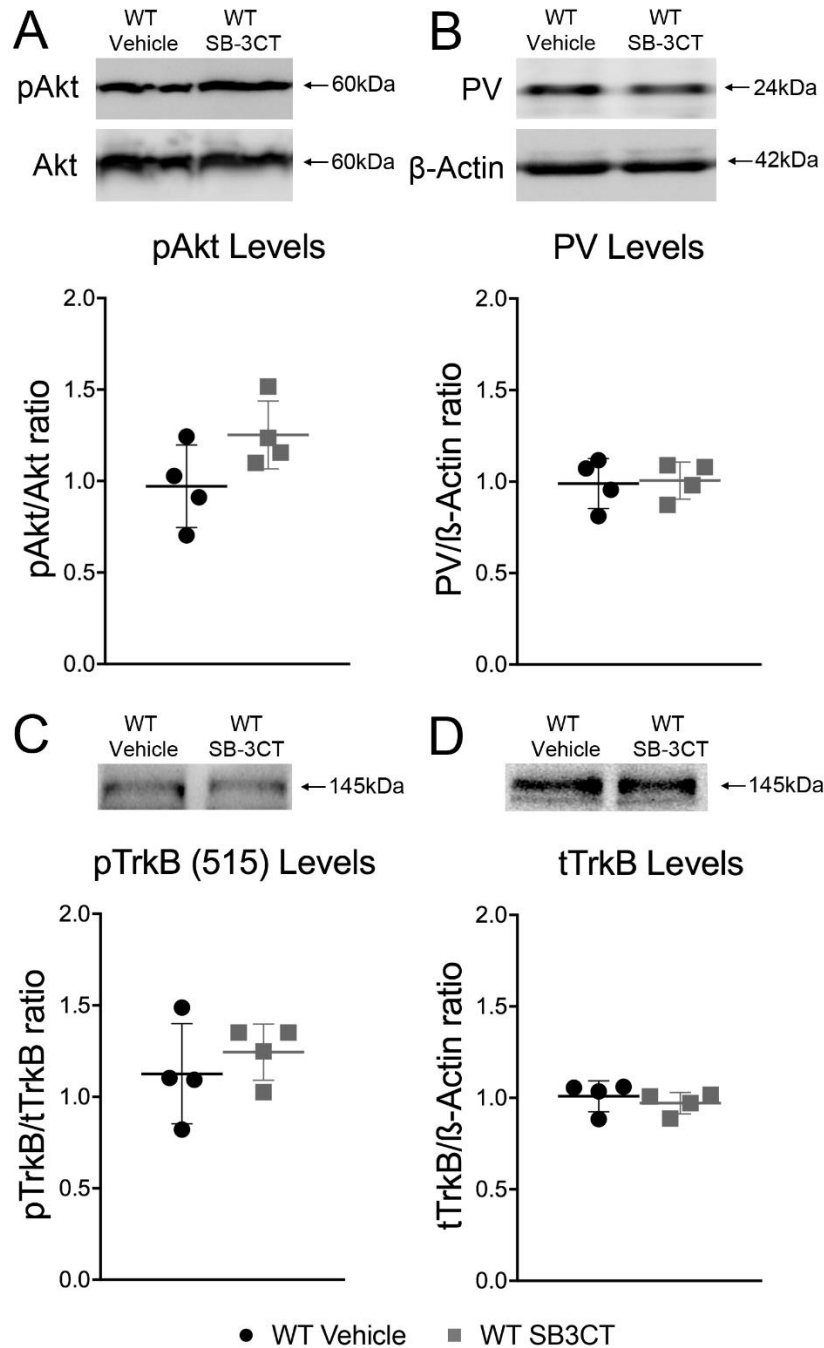 A
WT
Vehicle
WT
SB-3CT
pAkt
←60kDa
Akt
←60kDa
pAkt Levels
2.0
1.5
1.0
0.5
0.0
pAkt/Akt ratio
B
WT
Vehicle
WT
SB-3CT
PV
←24kDa
β-Actin
←42kDa
PV Levels
2.0
1.5
1.0
0.5
0.0
PV/ß-Actin ratio
C
WT
Vehicle
WT
SB-3CT
←145kDa
pTrkB (515) Levels
2.0
1.5
1.0
0.5
0.0
pTrkB/tTrkB ratio
D
WT
Vehicle
WT
SB-3CT
←145kDa
tTrkB Levels
2.0
1.5
1.0
0.5
0.0
tTrkB/ß-Actin ratio
● WT Vehicle ■ WT SB3CT